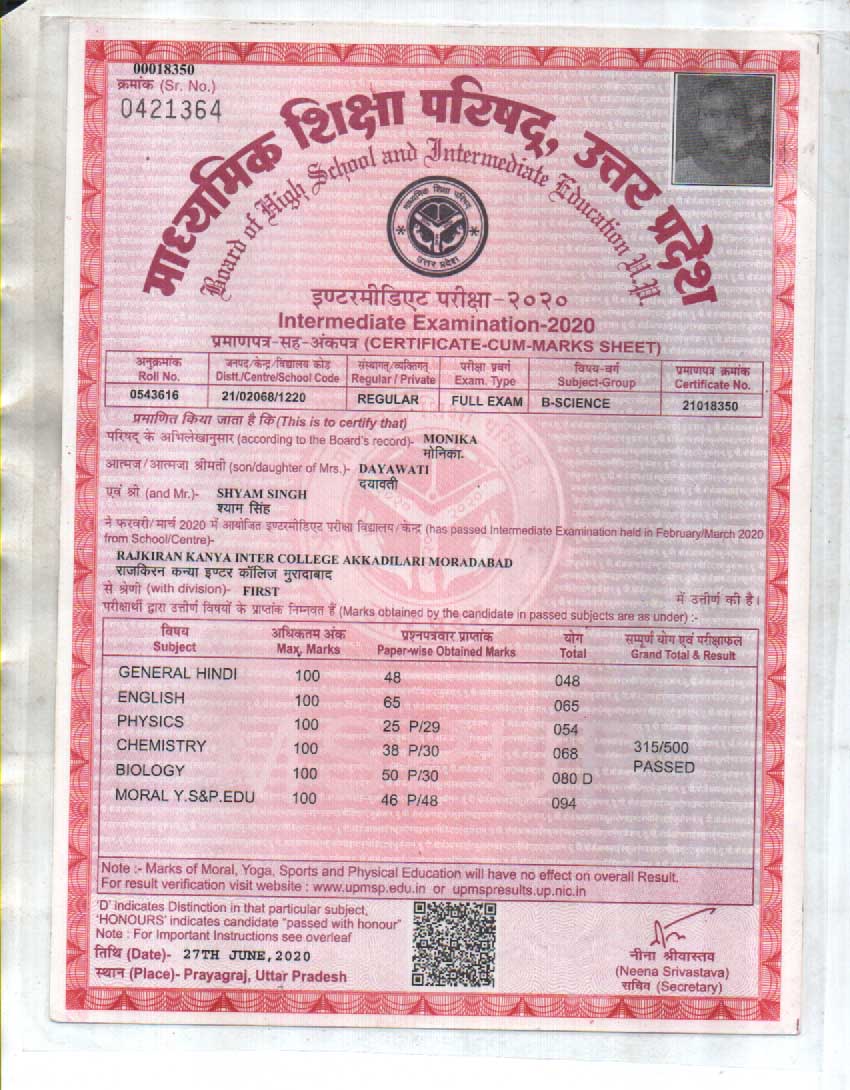 00018350
क्रमांक (Sr. No.)
0421364
माध्यमिक शिक्षा परिषद्, उत्तर प्रदेश
Board of High School and Intermediate Education U.P.
माध्यमिक शिक्षा परिषद्
उत्तर प्रदेश
इण्टरमीडिएट परीक्षा-२०२०
Intermediate Examination-2020
प्रमाणपत्र-सह-अंकपत्र (CERTIFICATE-CUM-MARKS SHEET)
अनुक्रमांक जनपद/केन्द्र/विद्यालय कोड संस्थागत्/व्यक्तिगत् परीक्षा प्रवर्ग विषय-वर्ग प्रमाणपत्र क्रमांक
Roll No. Distt./Centre/School Code Regular / Private Exam. Type Subject-Group Certificate No.
0543616 21/02068/1220 REGULAR FULL EXAM B-SCIENCE 21018350
प्रमाणित किया जाता है कि (This is to certify that)
परिषद् के अभिलेखानुसार (according to the Board's record)- MONIKA
मोनिका.
आत्मज/आत्मजा श्रीमती (son/daughter of Mrs.)- DAYAWATI
दयावती
एवं श्री (and Mr.)- SHYAM SINGH
श्याम सिंह
ने फरवरी/मार्च 2020 में आयोजित इण्टरमीडिएट परीक्षा विद्यालय/केन्द्र (has passed Intermediate Examination held in February/March 2020
from School/Centre)-
RAJKIRAN KANYA INTER COLLEGE AKKADILARI MORADABAD
राजकिरन कन्या इण्टर कॉलिज मुरादाबाद
से श्रेणी (with division)- FIRST में उत्तीर्ण की है।
परीक्षार्थी द्वारा उत्तीर्ण विषयों के प्राप्तांक निम्नवत हैं (Marks obtained by the candidate in passed subjects are as under) :-
विषय अधिकतम अंक प्रश्नपत्रवार प्राप्तांक योग सम्पूर्ण योग एवं परीक्षाफल
Subject Max. Marks Paper-wise Obtained Marks Total Grand Total & Result
GENERAL HINDI 100 48 048
ENGLISH 100 65 065
PHYSICS 100 25 P/29 054
CHEMISTRY 100 38 P/30 068 315/500
BIOLOGY 100 50 P/30 080 D PASSED
MORAL Y.S&P.EDU 100 46 P/48 094
Note :- Marks of Moral, Yoga, Sports and Physical Education will have no effect on overall Result.
For result verification visit website : www.upmsp.edu.in or upmspresults.up.nic.in
'D' indicates Distinction in that particular subject,
'HONOURS' indicates candidate "passed with honour"
Note : For Important Instructions see overleaf
तिथि (Date)- 27TH JUNE,2020
स्थान (Place)- Prayagraj, Uttar Pradesh
नीना श्रीवास्तव
(Neena Srivastava)
सचिव (Secretary)